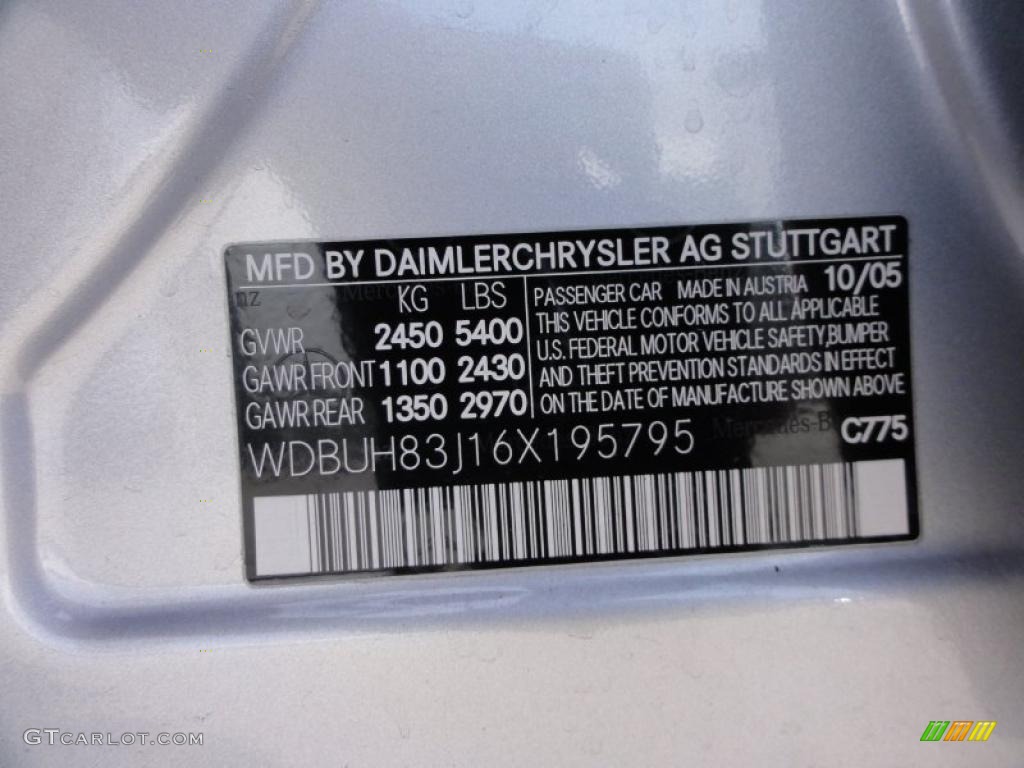 MFD BY DAIMLERCHRYSLER AG STUTTGART
nz
KG LBS
GVWR 2450 5400
GAWR FRONT 1100 2430
GAWR REAR 1350 2970
10/05
PASSENGER CAR MADE IN AUSTRIA
THIS VEHICLE CONFORMS TO ALL APPLICABLE
U.S. FEDERAL MOTOR VEHICLE SAFETY,BUMPER
AND THEFT PREVENTION STANDARDS IN EFFECT
ON THE DATE OF MANUFACTURE SHOWN ABOVE
WDBUH83J16X195795
C775
GTCARLOT.COM